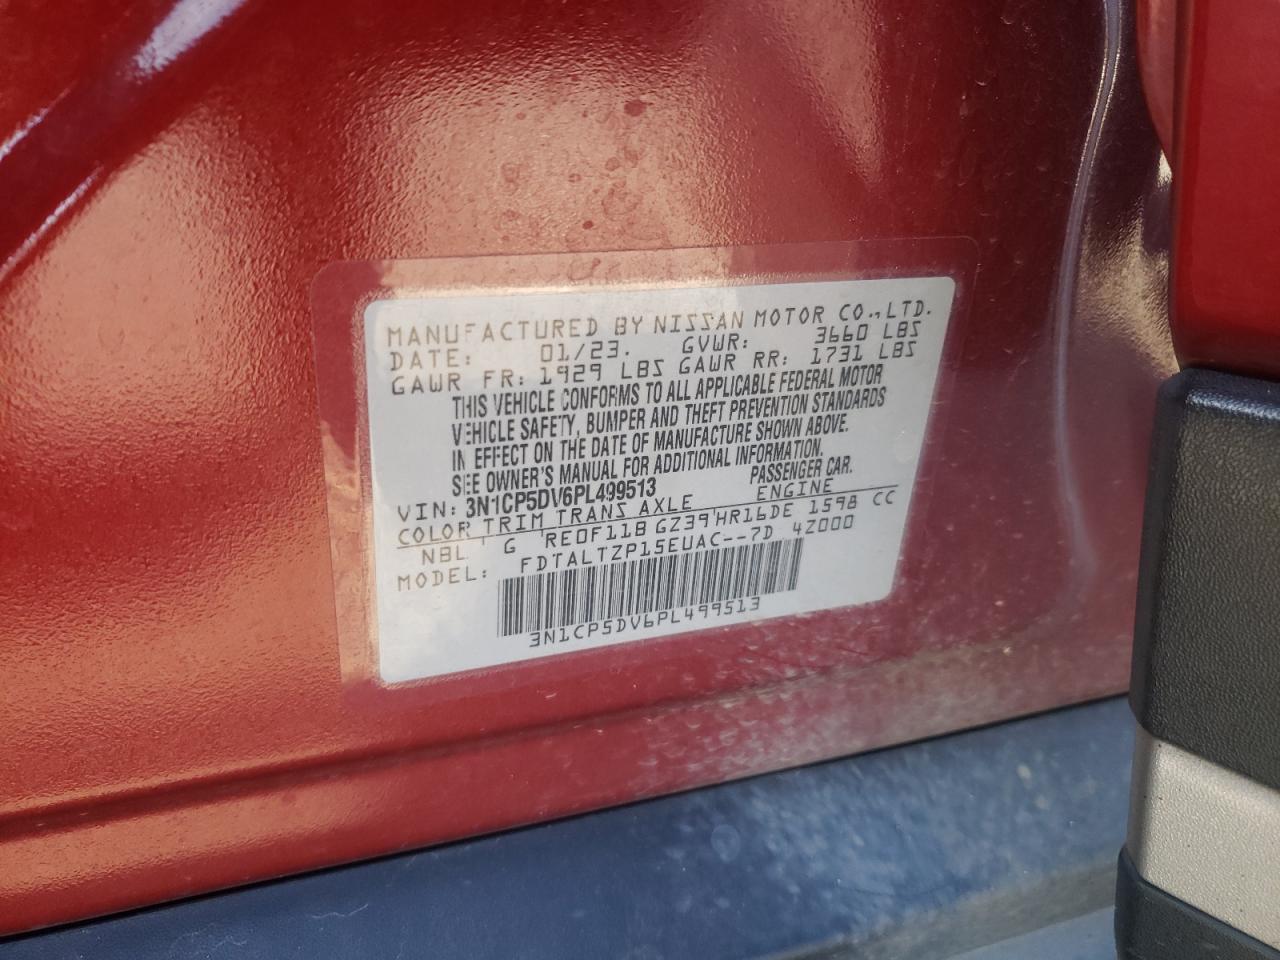 MANUFACTURED BY NISSAN MOTOR CO.,LTD.
DATE: 01/23. GVWR: 3660 LBS
GAWR FR: 1929 LBS GAWR RR: 1731 LBS
THIS VEHICLE CONFORMS TO ALL APPLICABLE FEDERAL MOTOR
VEHICLE SAFETY, BUMPER AND THEFT PREVENTION STANDARDS
IN EFFECT ON THE DATE OF MANUFACTURE SHOWN ABOVE.
SEE OWNER'S MANUAL FOR ADDITIONAL INFORMATION.
VIN: 3N1CP5DV6PL499513 PASSENGER CAR.
COLOR TRIM TRANS AXLE ENGINE
NBL G RE0F11B GZ39 HR16DE 1598 CC
MODEL: FDTALTZP15EUAC--7D 4Z000
3N1CP5DV6PL499513